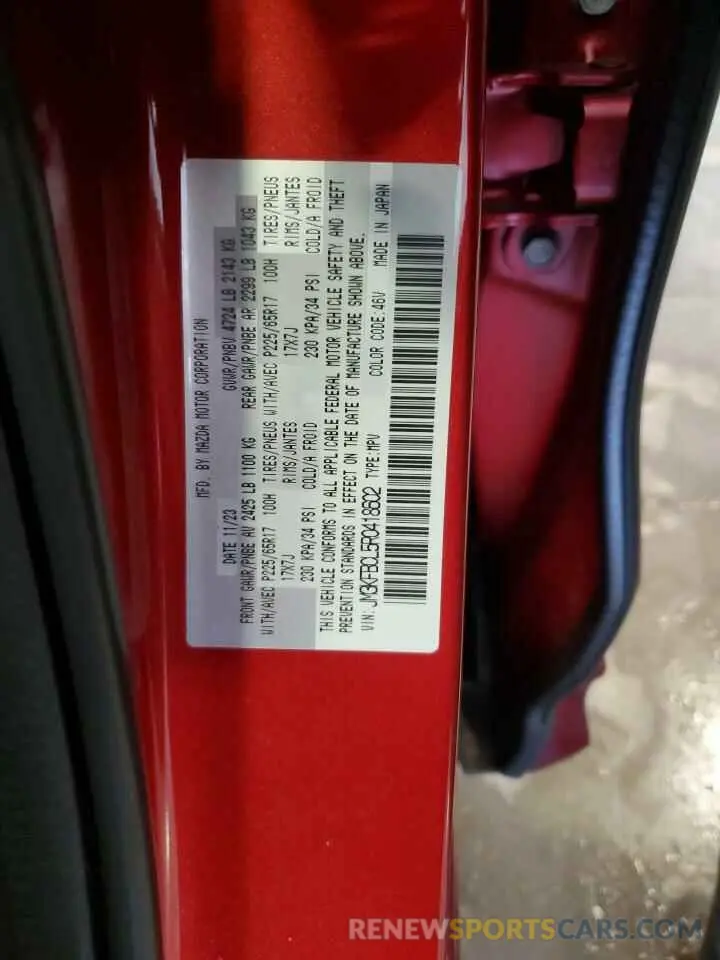 MFD. BY MAZDA MOTOR CORPORATION
DATE 11/23 GVWR/PNBV 4724 LB 2143 KG
FRONT GAWR/PNBE AV 2425 LB 1100 KG REAR GAWR/PNBE AR 2299 LB 1043 KG
WITH/AVEC P225/65R17 100H TIRES/PNEUS WITH/AVEC P225/65R17 100H TIRES/PNEUS
17X7J RIMS/JANTES 17X7J RIMS/JANTES
230 KPA/34 PSI COLD/A FROID 230 KPA/34 PSI COLD/A FROID
THIS VEHICLE CONFORMS TO ALL APPLICABLE FEDERAL MOTOR VEHICLE SAFETY AND THEFT
PREVENTION STANDARDS IN EFFECT ON THE DATE OF MANUFACTURE SHOWN ABOVE.
VIN: JM3KFBCL5R0418602 TYPE:MPV COLOR CODE:46V MADE IN JAPAN
RENEWSPORTSCARS.COM